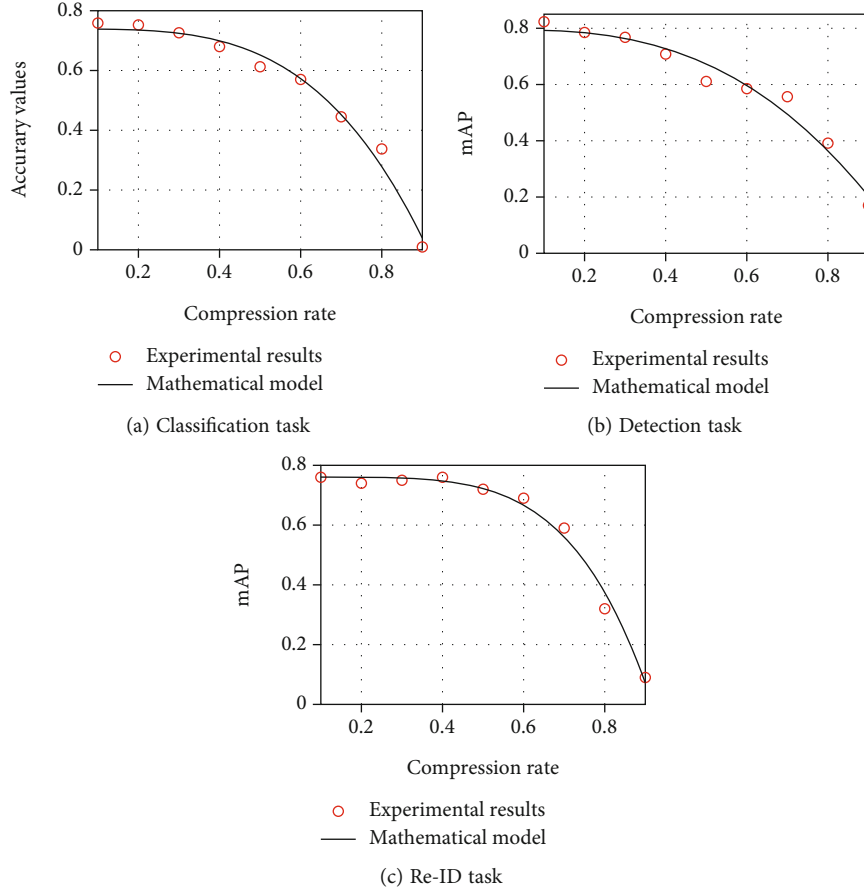 0.8
0.6
0.4
0.2
0
Accurary values
0.2 0.4 0.6 0.8
Compression rate
Experimental results
Mathematical model
(a) Classification task
0.8
0.6
0.4
0.2
0
mAP
0.2 0.4 0.6 0.8
Compression rate
Experimental results
Mathematical model
(b) Detection task
0.8
0.6
0.4
0.2
0
mAP
0.2 0.4 0.6 0.8
Compression rate
Experimental results
Mathematical model
(c) Re-ID task